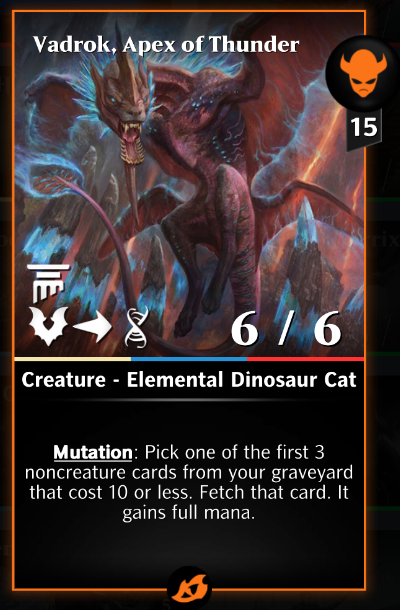 Vadrok, Apex of Thunder
15
6 / 6
Creature - Elemental Dinosaur Cat
Mutation: Pick one of the first 3
noncreature cards from your graveyard
that cost 10 or less. Fetch that card. It
gains full mana.